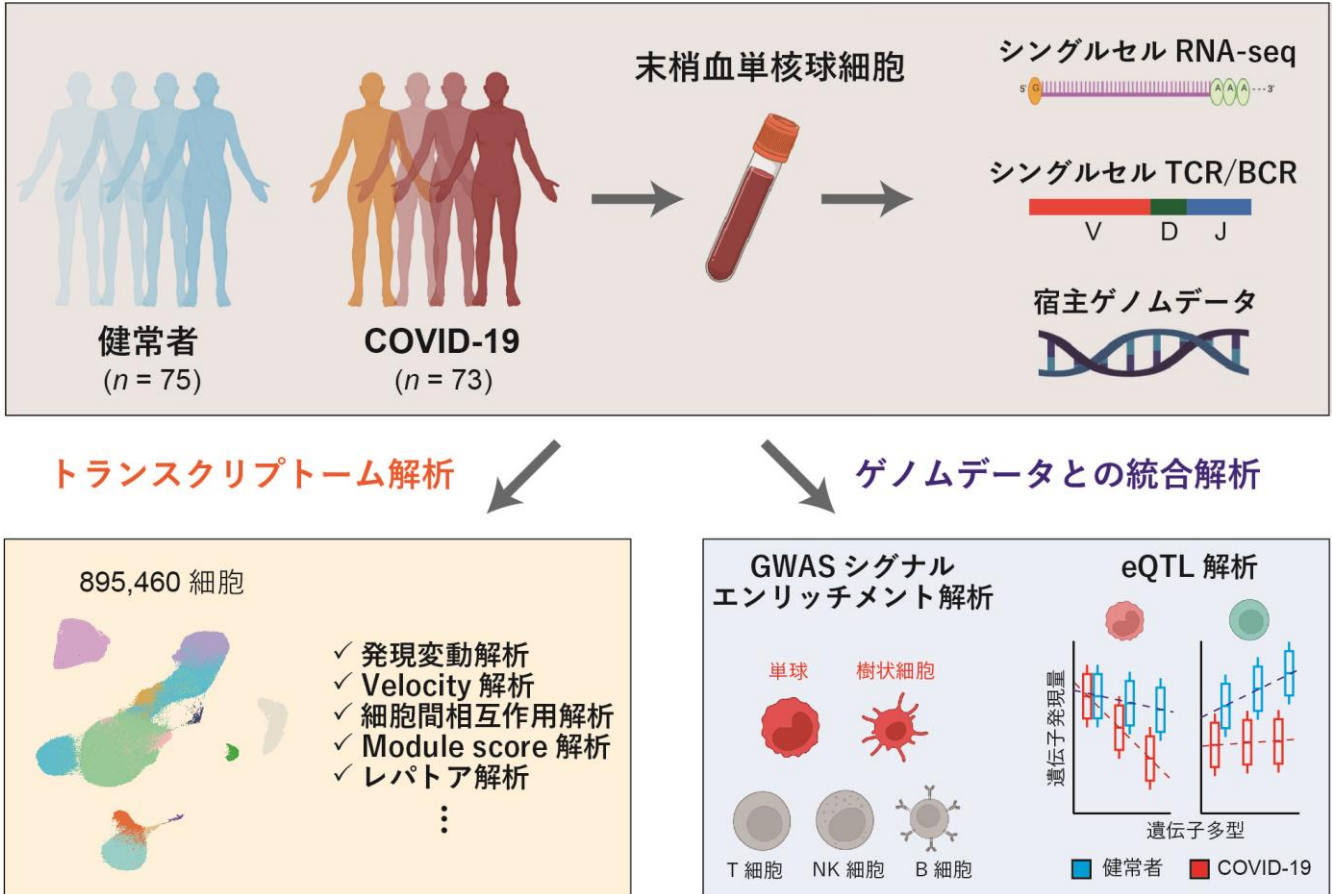 末梢血単核球細胞
シングルセル RNA-seq
5' G A A A 3'
シングルセル TCR/BCR
V D J
宿主ゲノムデータ
健常者
(n = 75)
COVID-19
(n = 73)
トランスクリプトーム解析
ゲノムデータとの統合解析
895,460 細胞
✓ 発現変動解析
✓ Velocity 解析
✓ 細胞間相互作用解析
✓ Module score 解析
✓ レパトア解析
⋮
GWAS シグナル
エンリッチメント解析
単球
樹状細胞
T 細胞
NK 細胞
B 細胞
eQTL 解析
遺伝子発現量
遺伝子多型
健常者
COVID-19